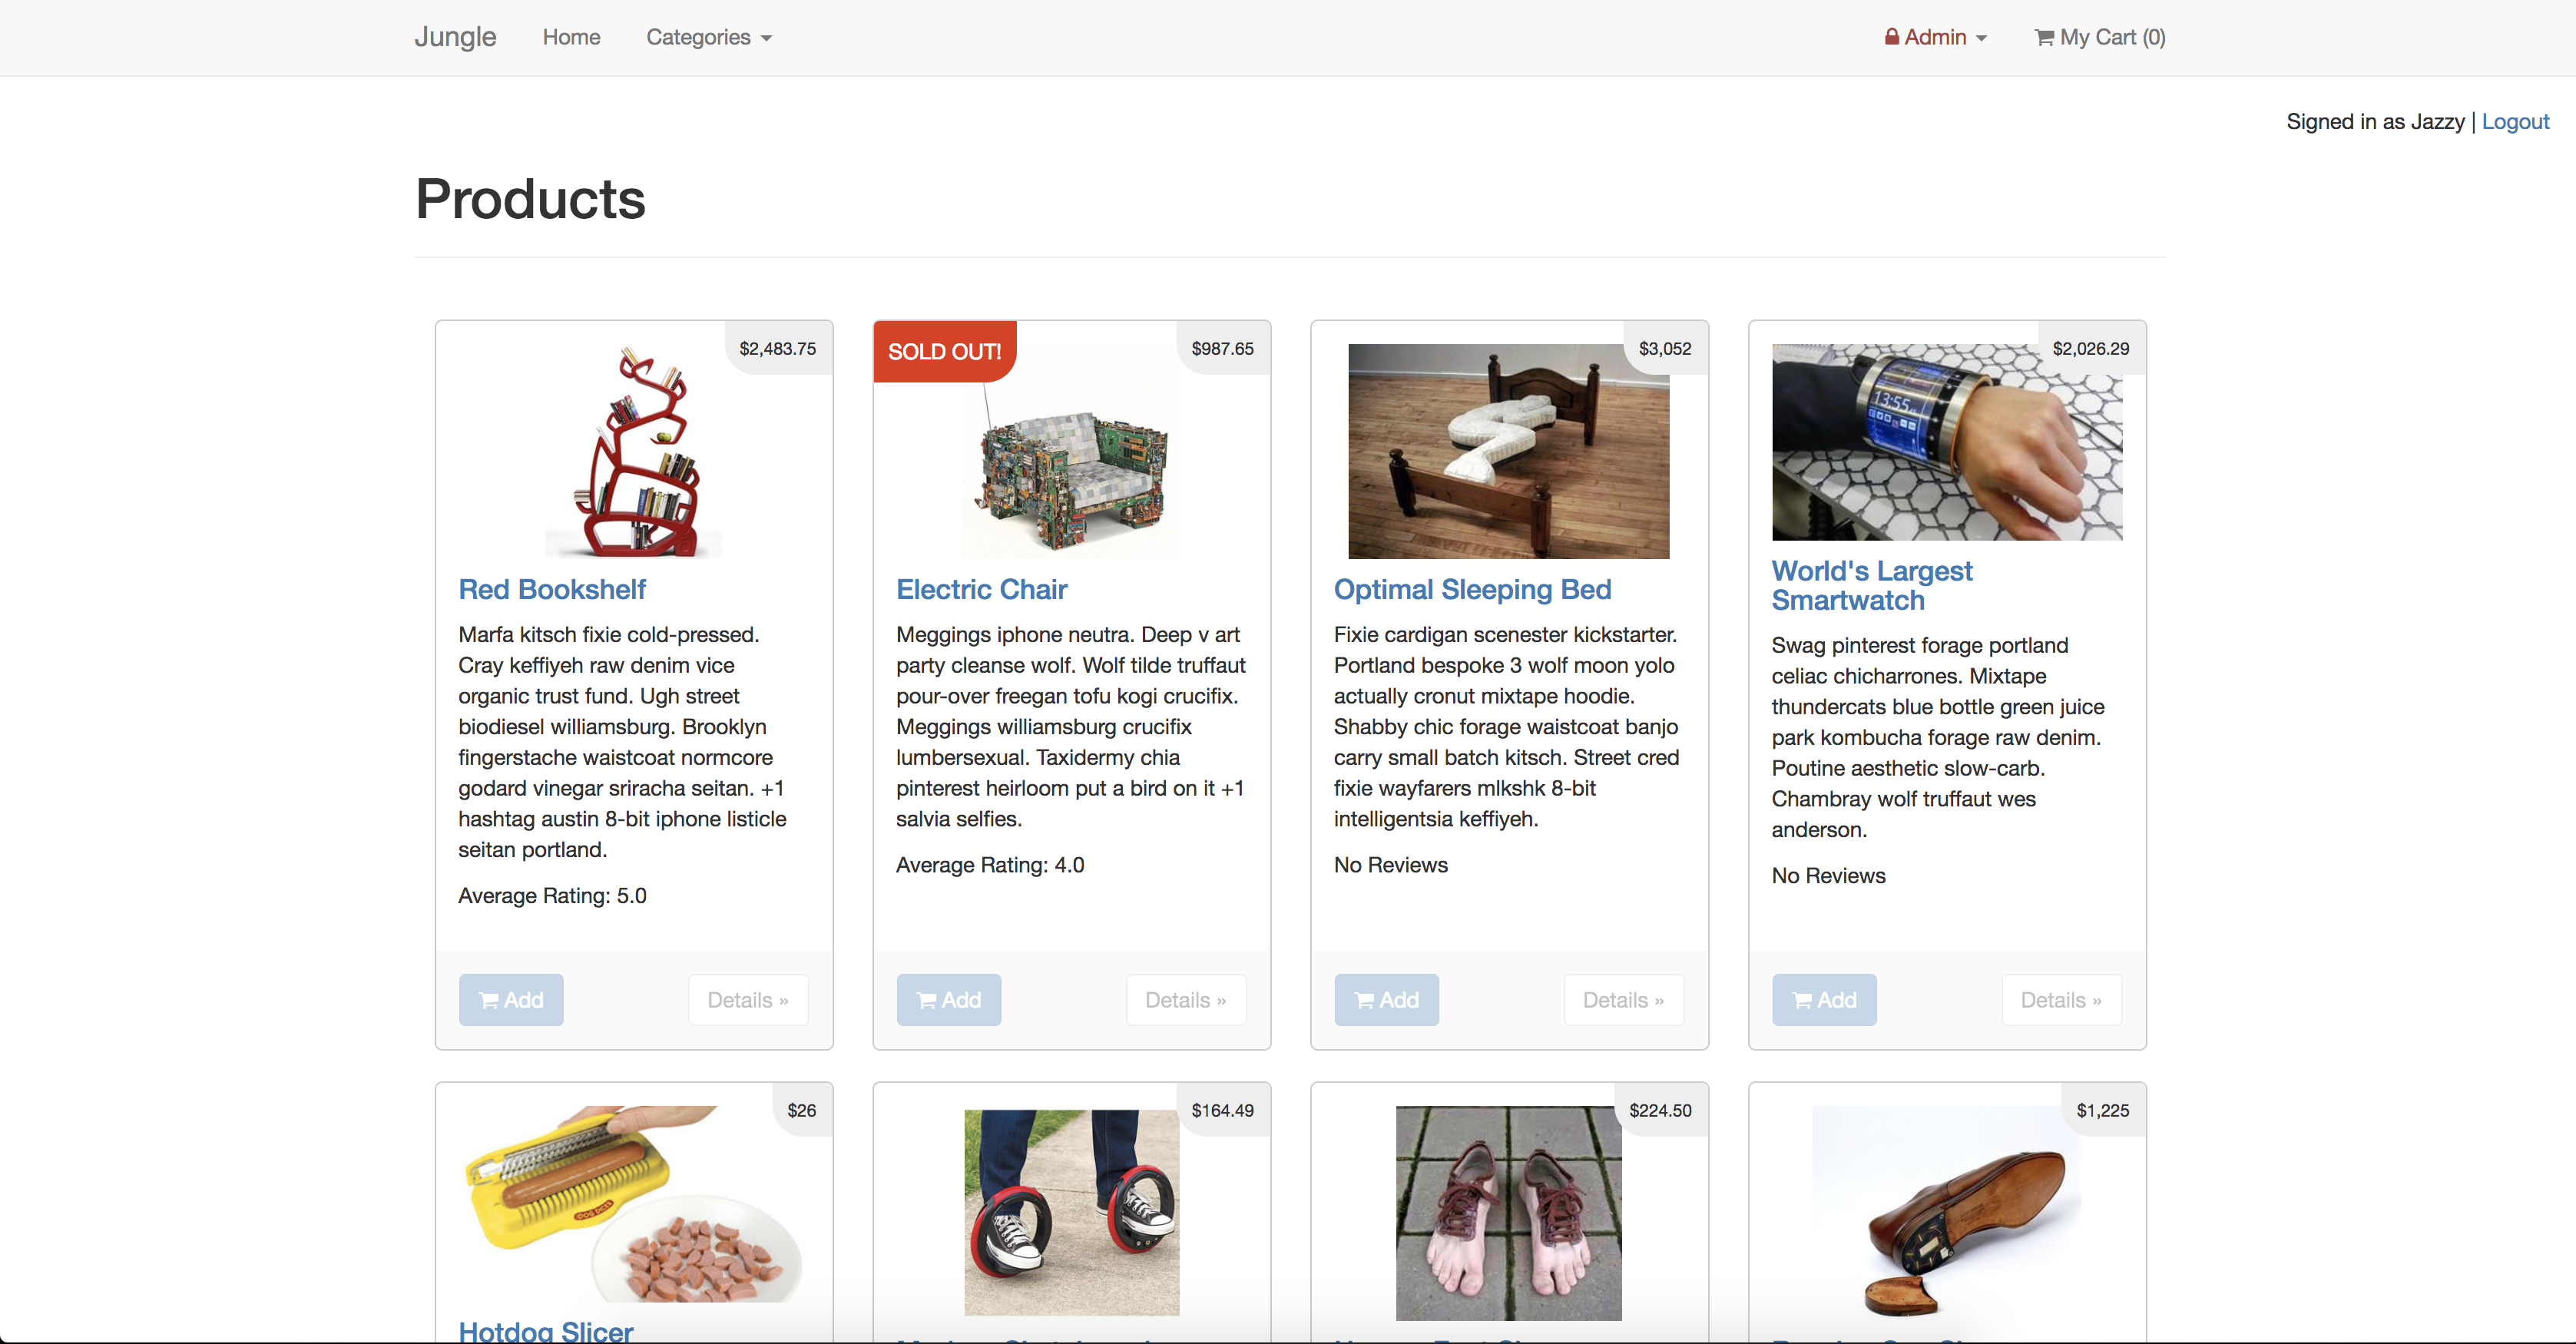 Jungle Home Categories Admin My Cart (0)
Signed in as Jazzy | Logout
Products
$2,483.75
Red Bookshelf
Marfa kitsch fixie cold-pressed.
Cray keffiyeh raw denim vice
organic trust fund. Ugh street
biodiesel williamsburg. Brooklyn
fingerstache waistcoat normcore
godard vinegar sriracha seitan. +1
hashtag austin 8-bit iphone listicle
seitan portland.
Average Rating: 5.0
Add Details »
SOLD OUT! $987.65
Electric Chair
Meggings iphone neutra. Deep v art
party cleanse wolf. Wolf tilde truffaut
pour-over freegan tofu kogi crucifix.
Meggings williamsburg crucifix
lumbersexual. Taxidermy chia
pinterest heirloom put a bird on it +1
salvia selfies.
Average Rating: 4.0
Add Details »
$3,052
Optimal Sleeping Bed
Fixie cardigan scenester kickstarter.
Portland bespoke 3 wolf moon yolo
actually cronut mixtape hoodie.
Shabby chic forage waistcoat banjo
carry small batch kitsch. Street cred
fixie wayfarers mlkshk 8-bit
intelligentsia keffiyeh.
No Reviews
Add Details »
$2,026.29
13:55
World's Largest
Smartwatch
Swag pinterest forage portland
celiac chicharrones. Mixtape
thundercats blue bottle green juice
park kombucha forage raw denim.
Poutine aesthetic slow-carb.
Chambray wolf truffaut wes
anderson.
No Reviews
Add Details »
$26
Hotdog Slicer
$164.49
$224.50
$1,225